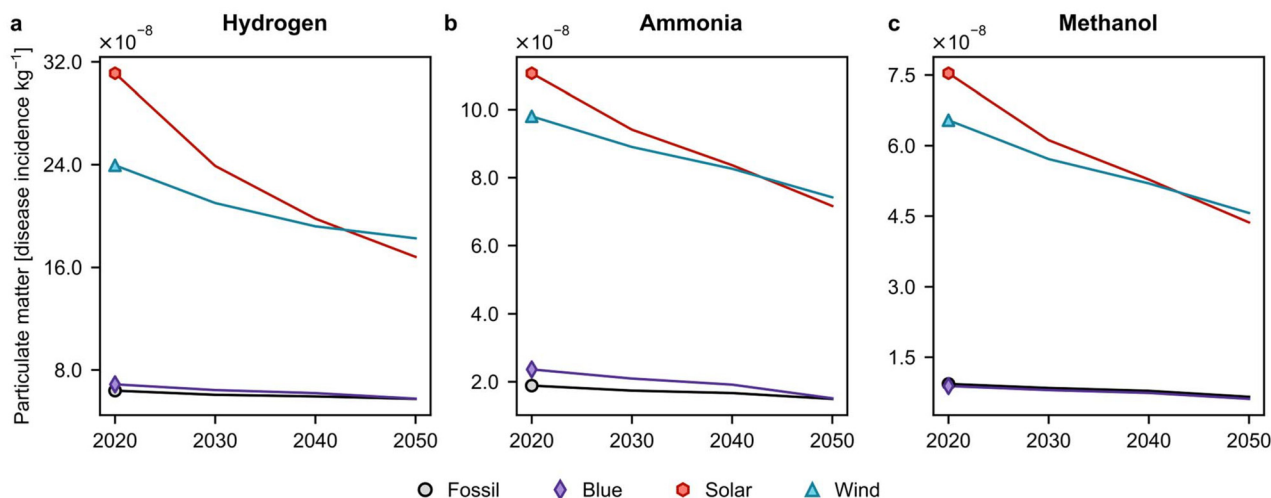 a Hydrogen b Ammonia c Methanol
×10⁻⁸ ×10⁻⁸ ×10⁻⁸
Particulate matter [disease incidence kg⁻¹]
32.0
24.0
16.0
8.0
2020 2030 2040 2050
10.0
8.0
6.0
4.0
2.0
2020 2030 2040 2050
7.5
6.0
4.5
3.0
1.5
2020 2030 2040 2050
Fossil Blue Solar Wind